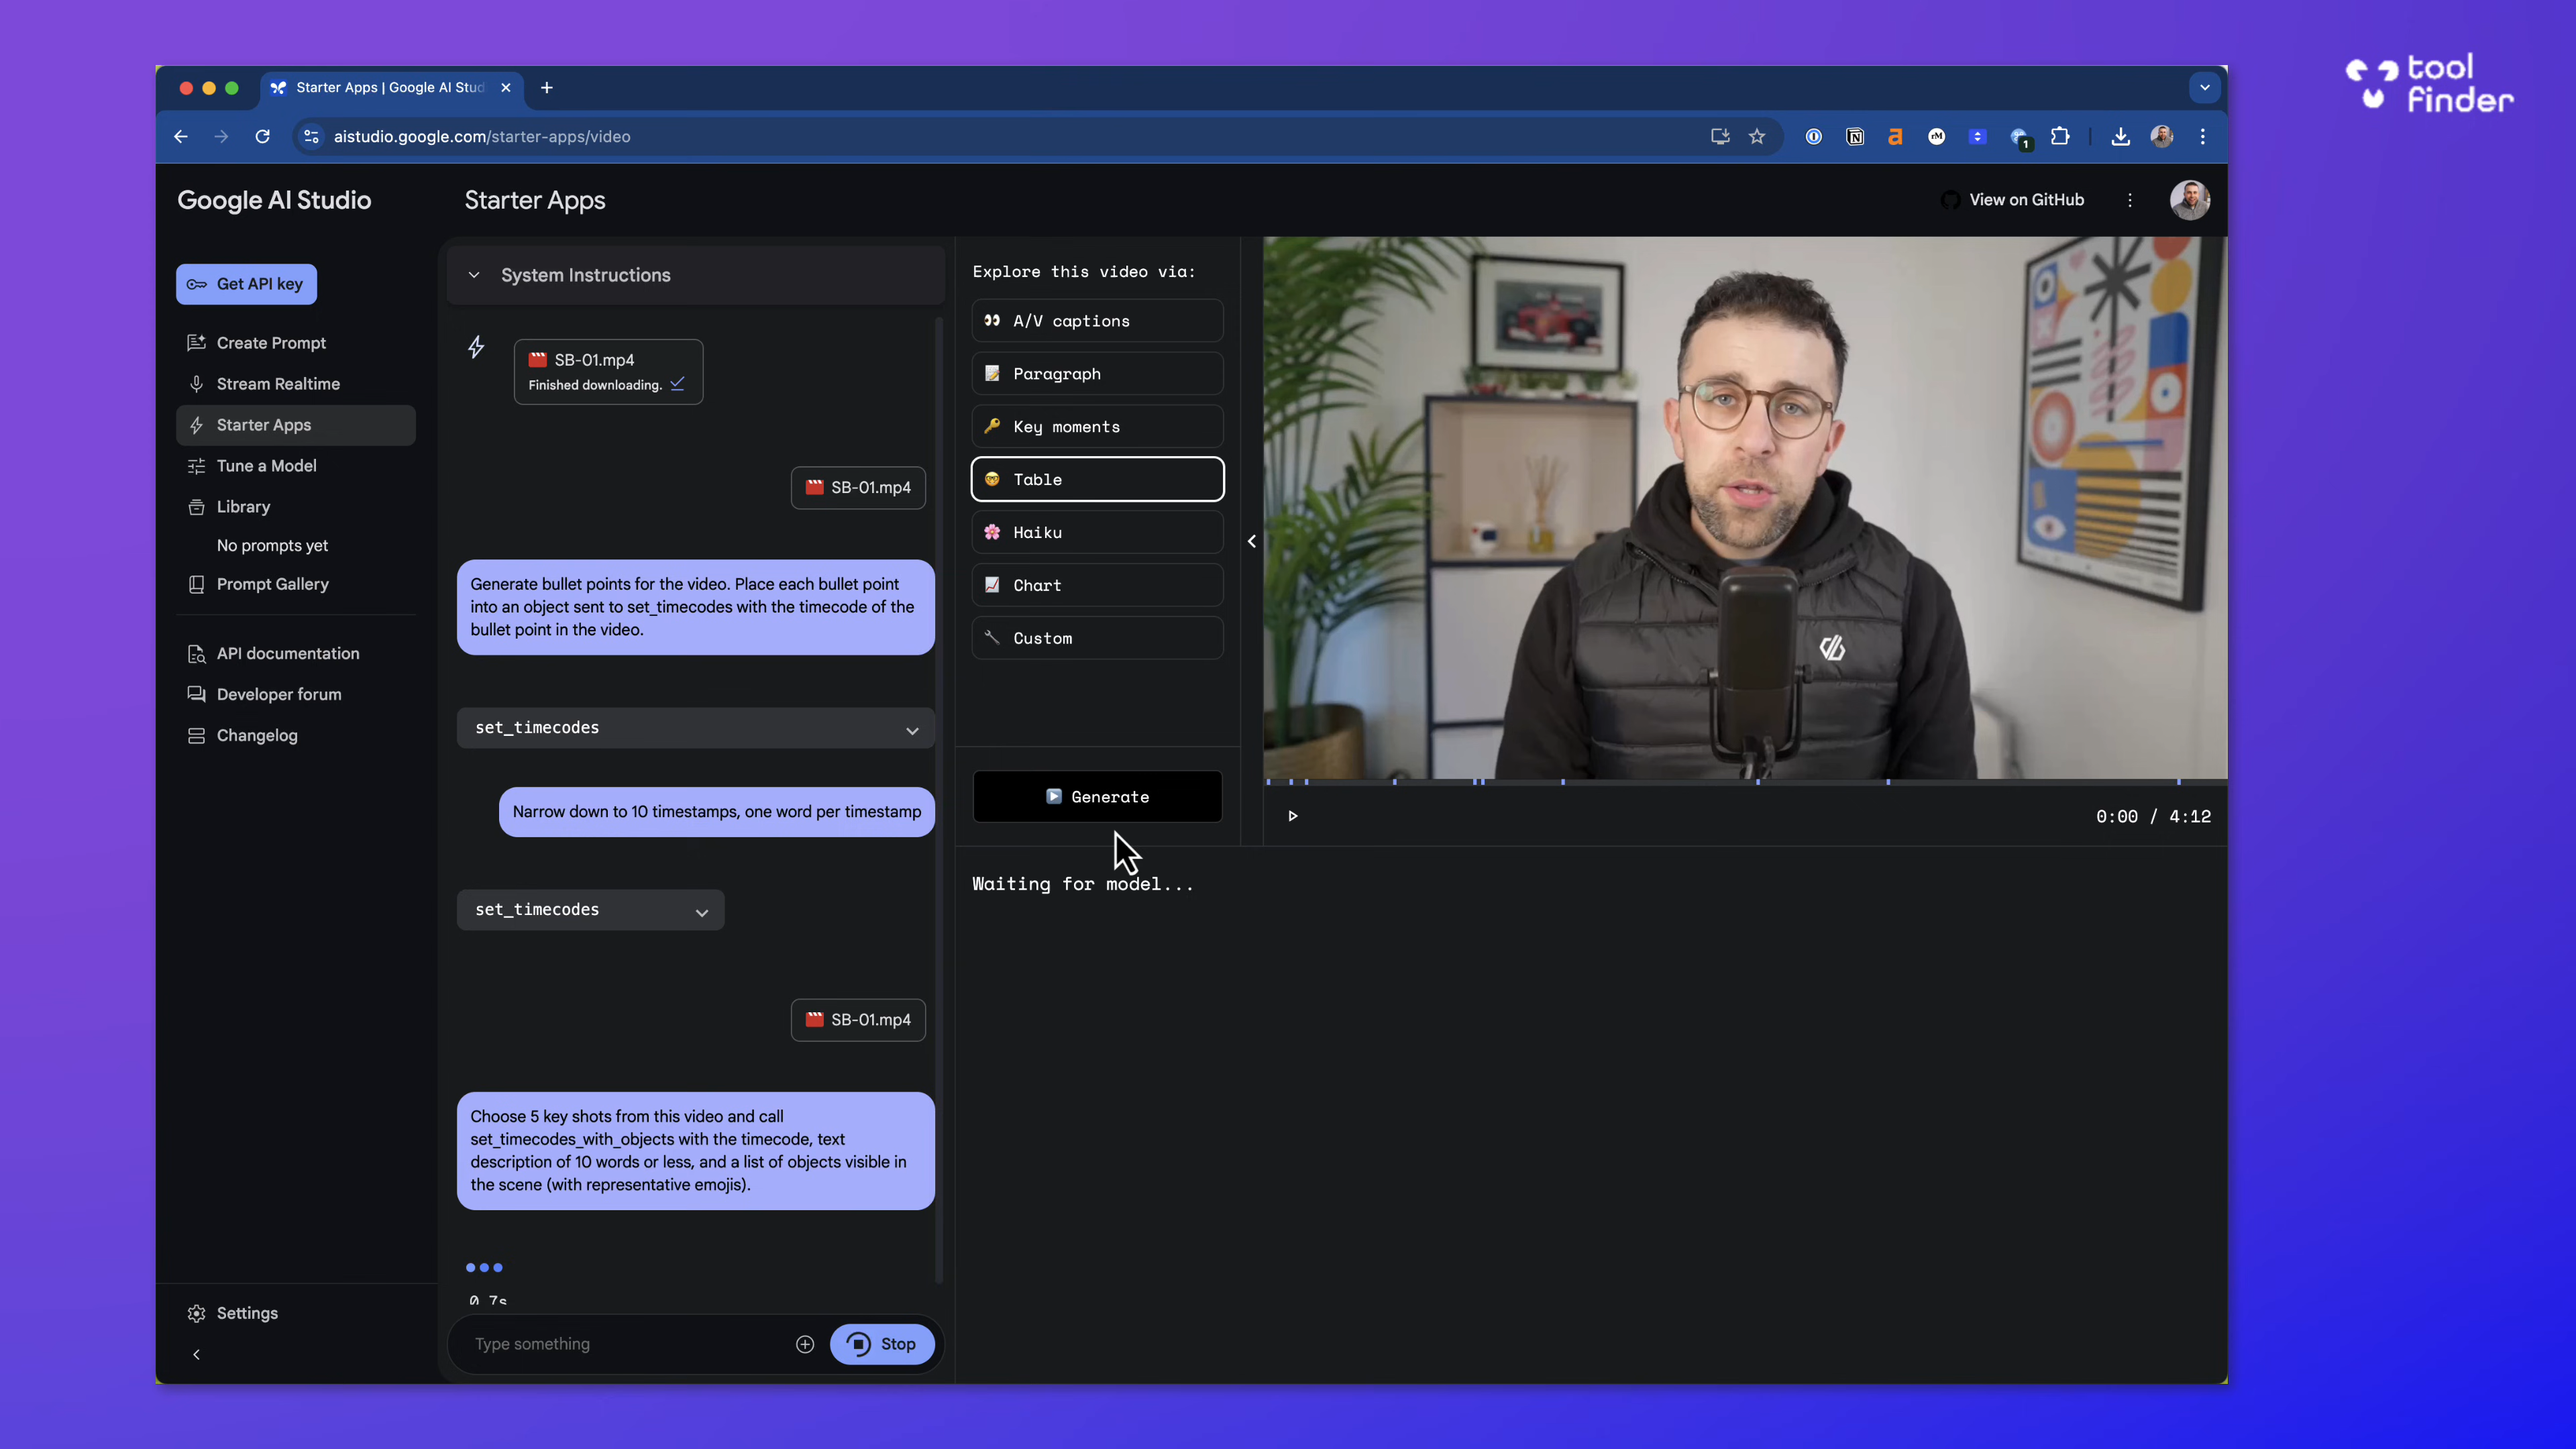 tool
finder
Starter Apps | Google AI Stud
aistudio.google.com/starter-apps/video
1
Google AI Studio
Starter Apps
View on GitHub
Get API key
Create Prompt
Stream Realtime
Starter Apps
Tune a Model
Library
No prompts yet
Prompt Gallery
API documentation
Developer forum
Changelog
Settings
System Instructions
SB-01.mp4
Finished downloading.
SB-01.mp4
Generate bullet points for the video. Place each bullet point
into an object sent to set_timecodes with the timecode of the
bullet point in the video.
set_timecodes
Narrow down to 10 timestamps, one word per timestamp
set_timecodes
SB-01.mp4
Choose 5 key shots from this video and call
set_timecodes_with_objects with the timecode, text
description of 10 words or less, and a list of objects visible in
the scene (with representative emojis).
Type something
Stop
Explore this video via:
A/V captions
Paragraph
Key moments
Table
Haiku
Chart
Custom
Generate
0:00 / 4:12
Waiting for model...